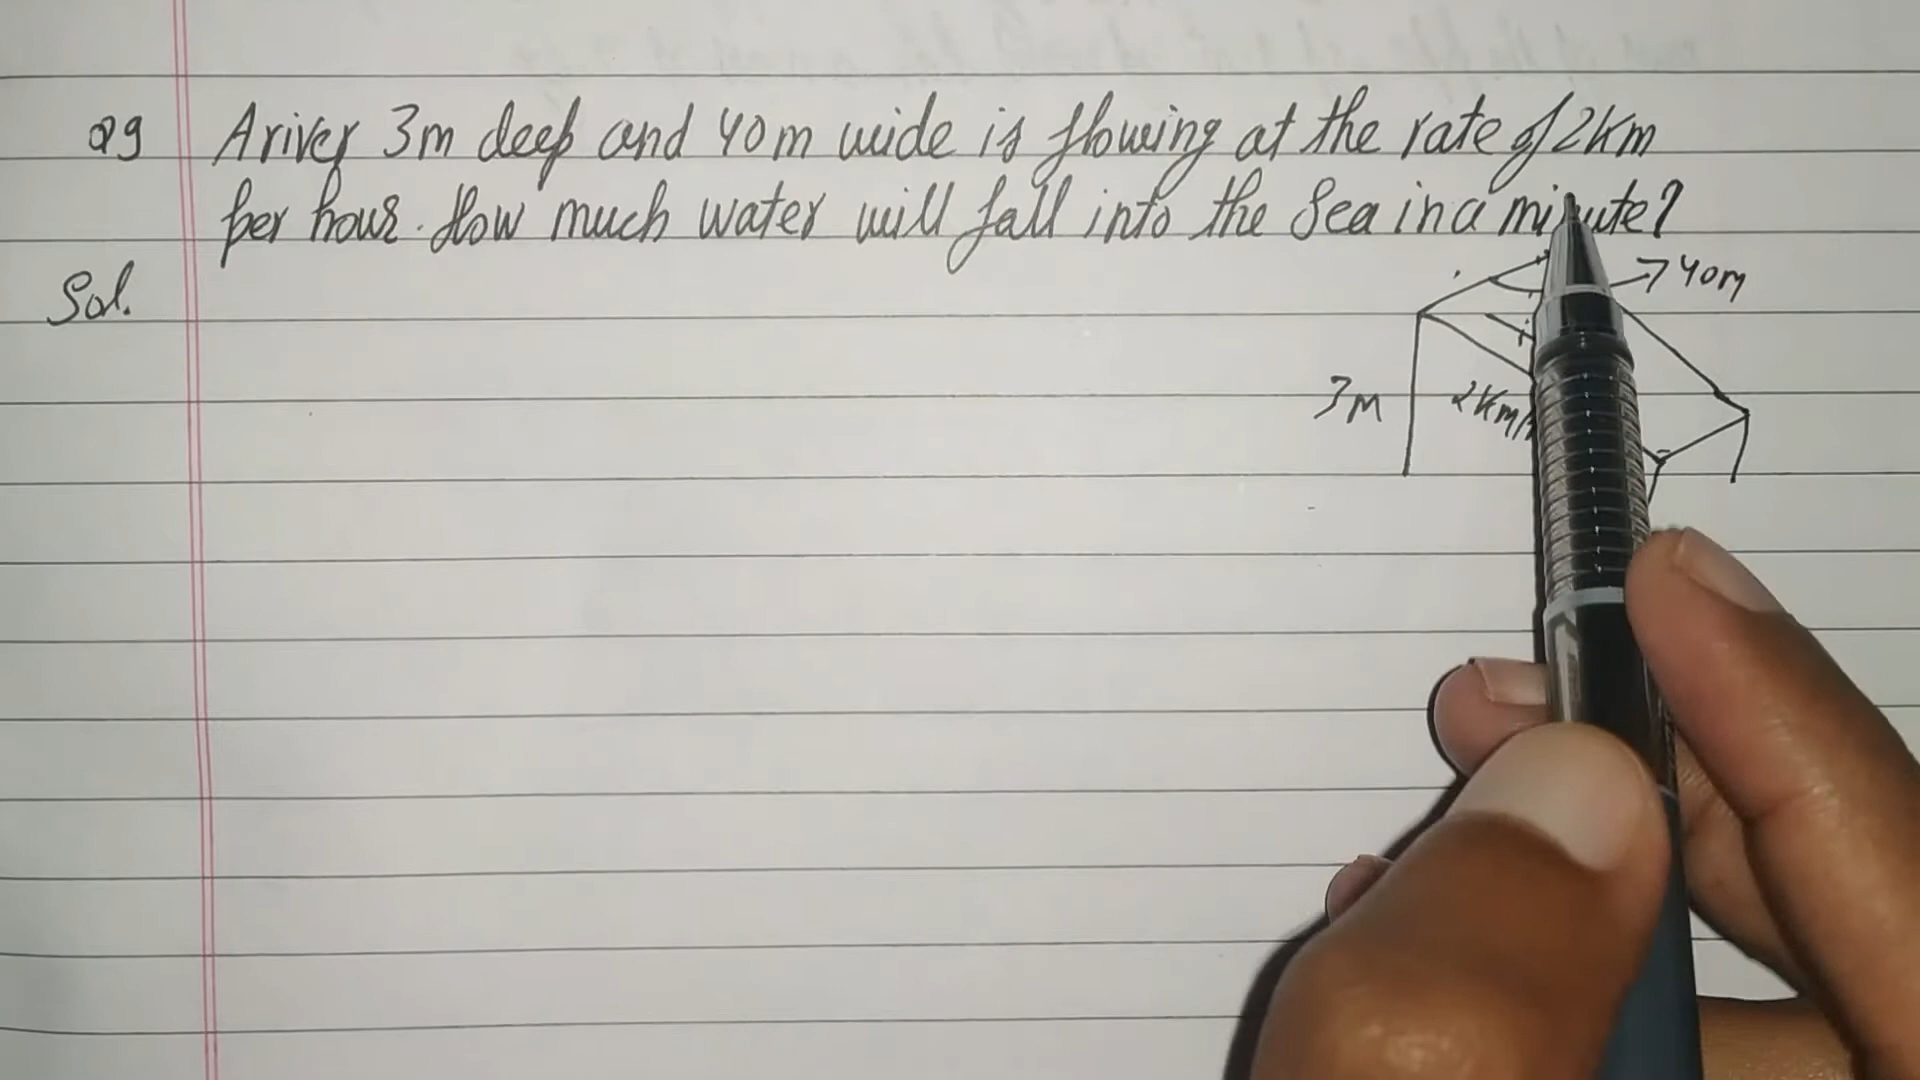 Q9 A river 3m deep and 40m wide is flowing at the rate of 2km
per hour. How much water will fall into the Sea in a minute?
Sol.
40m
3m
2km/